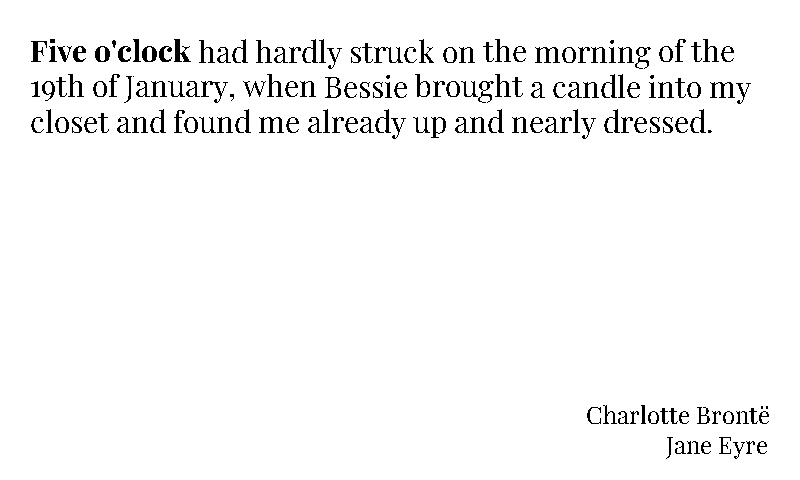 Five o'clock had hardly struck on the morning of the
19th of January, when Bessie brought a candle into my
closet and found me already up and nearly dressed.
Charlotte Brontë
Jane Eyre